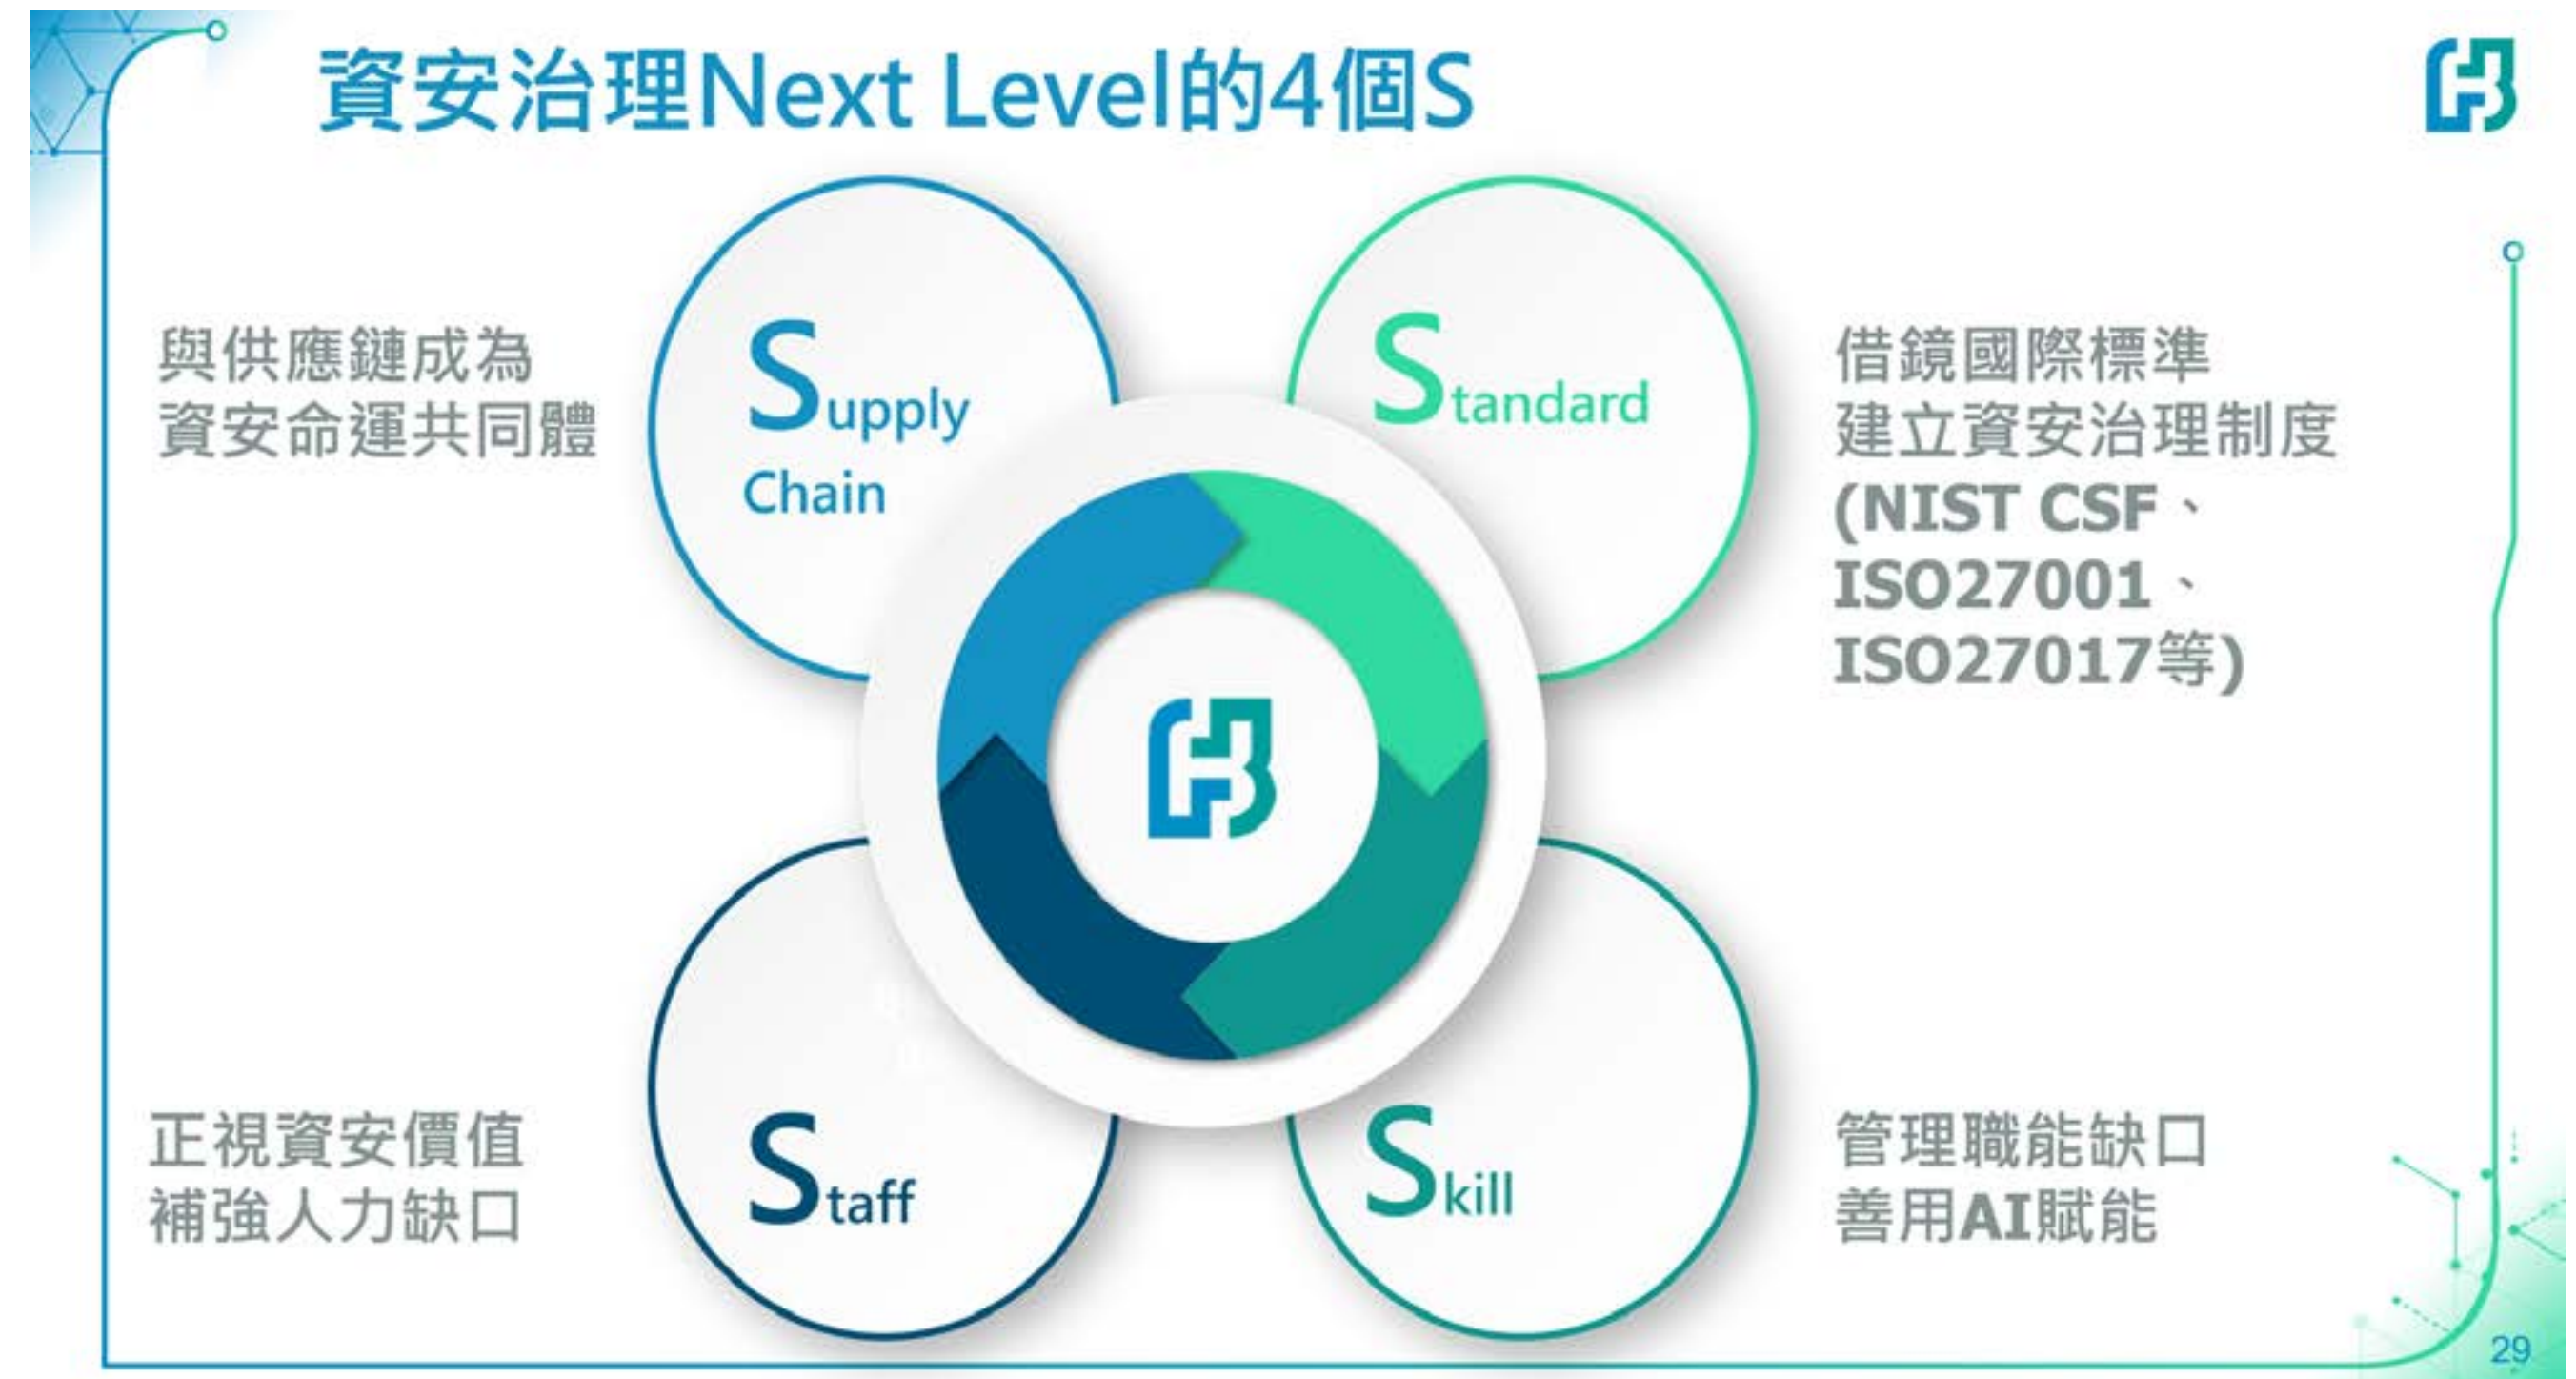 資安治理Next Level的4個S
與供應鏈成為
資安命運共同體
Supply
Chain
Standard
借鏡國際標準
建立資安治理制度
(NIST CSF、
ISO27001、
ISO27017等)
正視資安價值
補強人力缺口
Staff
Skill
管理職能缺口
善用AI賦能
29